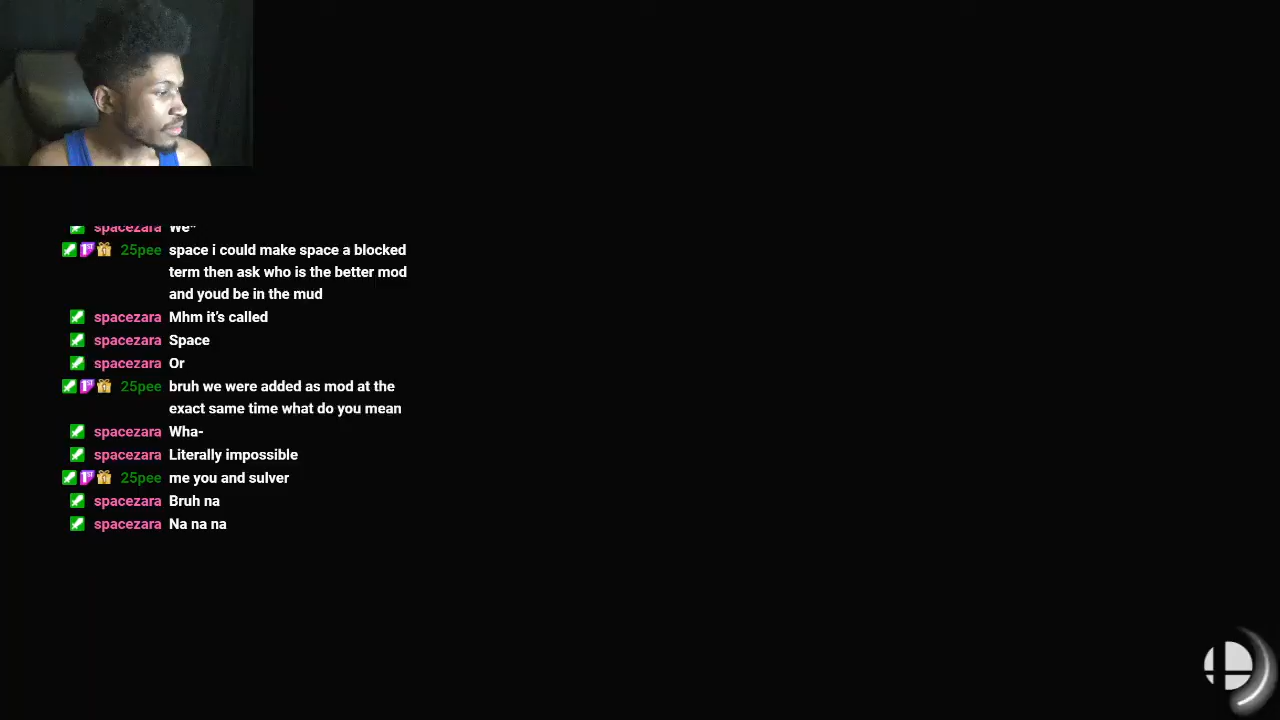 spacezara We*
25pee space i could make space a blocked
term then ask who is the better mod
and youd be in the mud
spacezara Mhm it's called
spacezara Space
spacezara Or
25pee bruh we were added as mod at the
exact same time what do you mean
spacezara Wha-
spacezara Literally impossible
25pee me you and sulver
spacezara Bruh na
spacezara Na na na